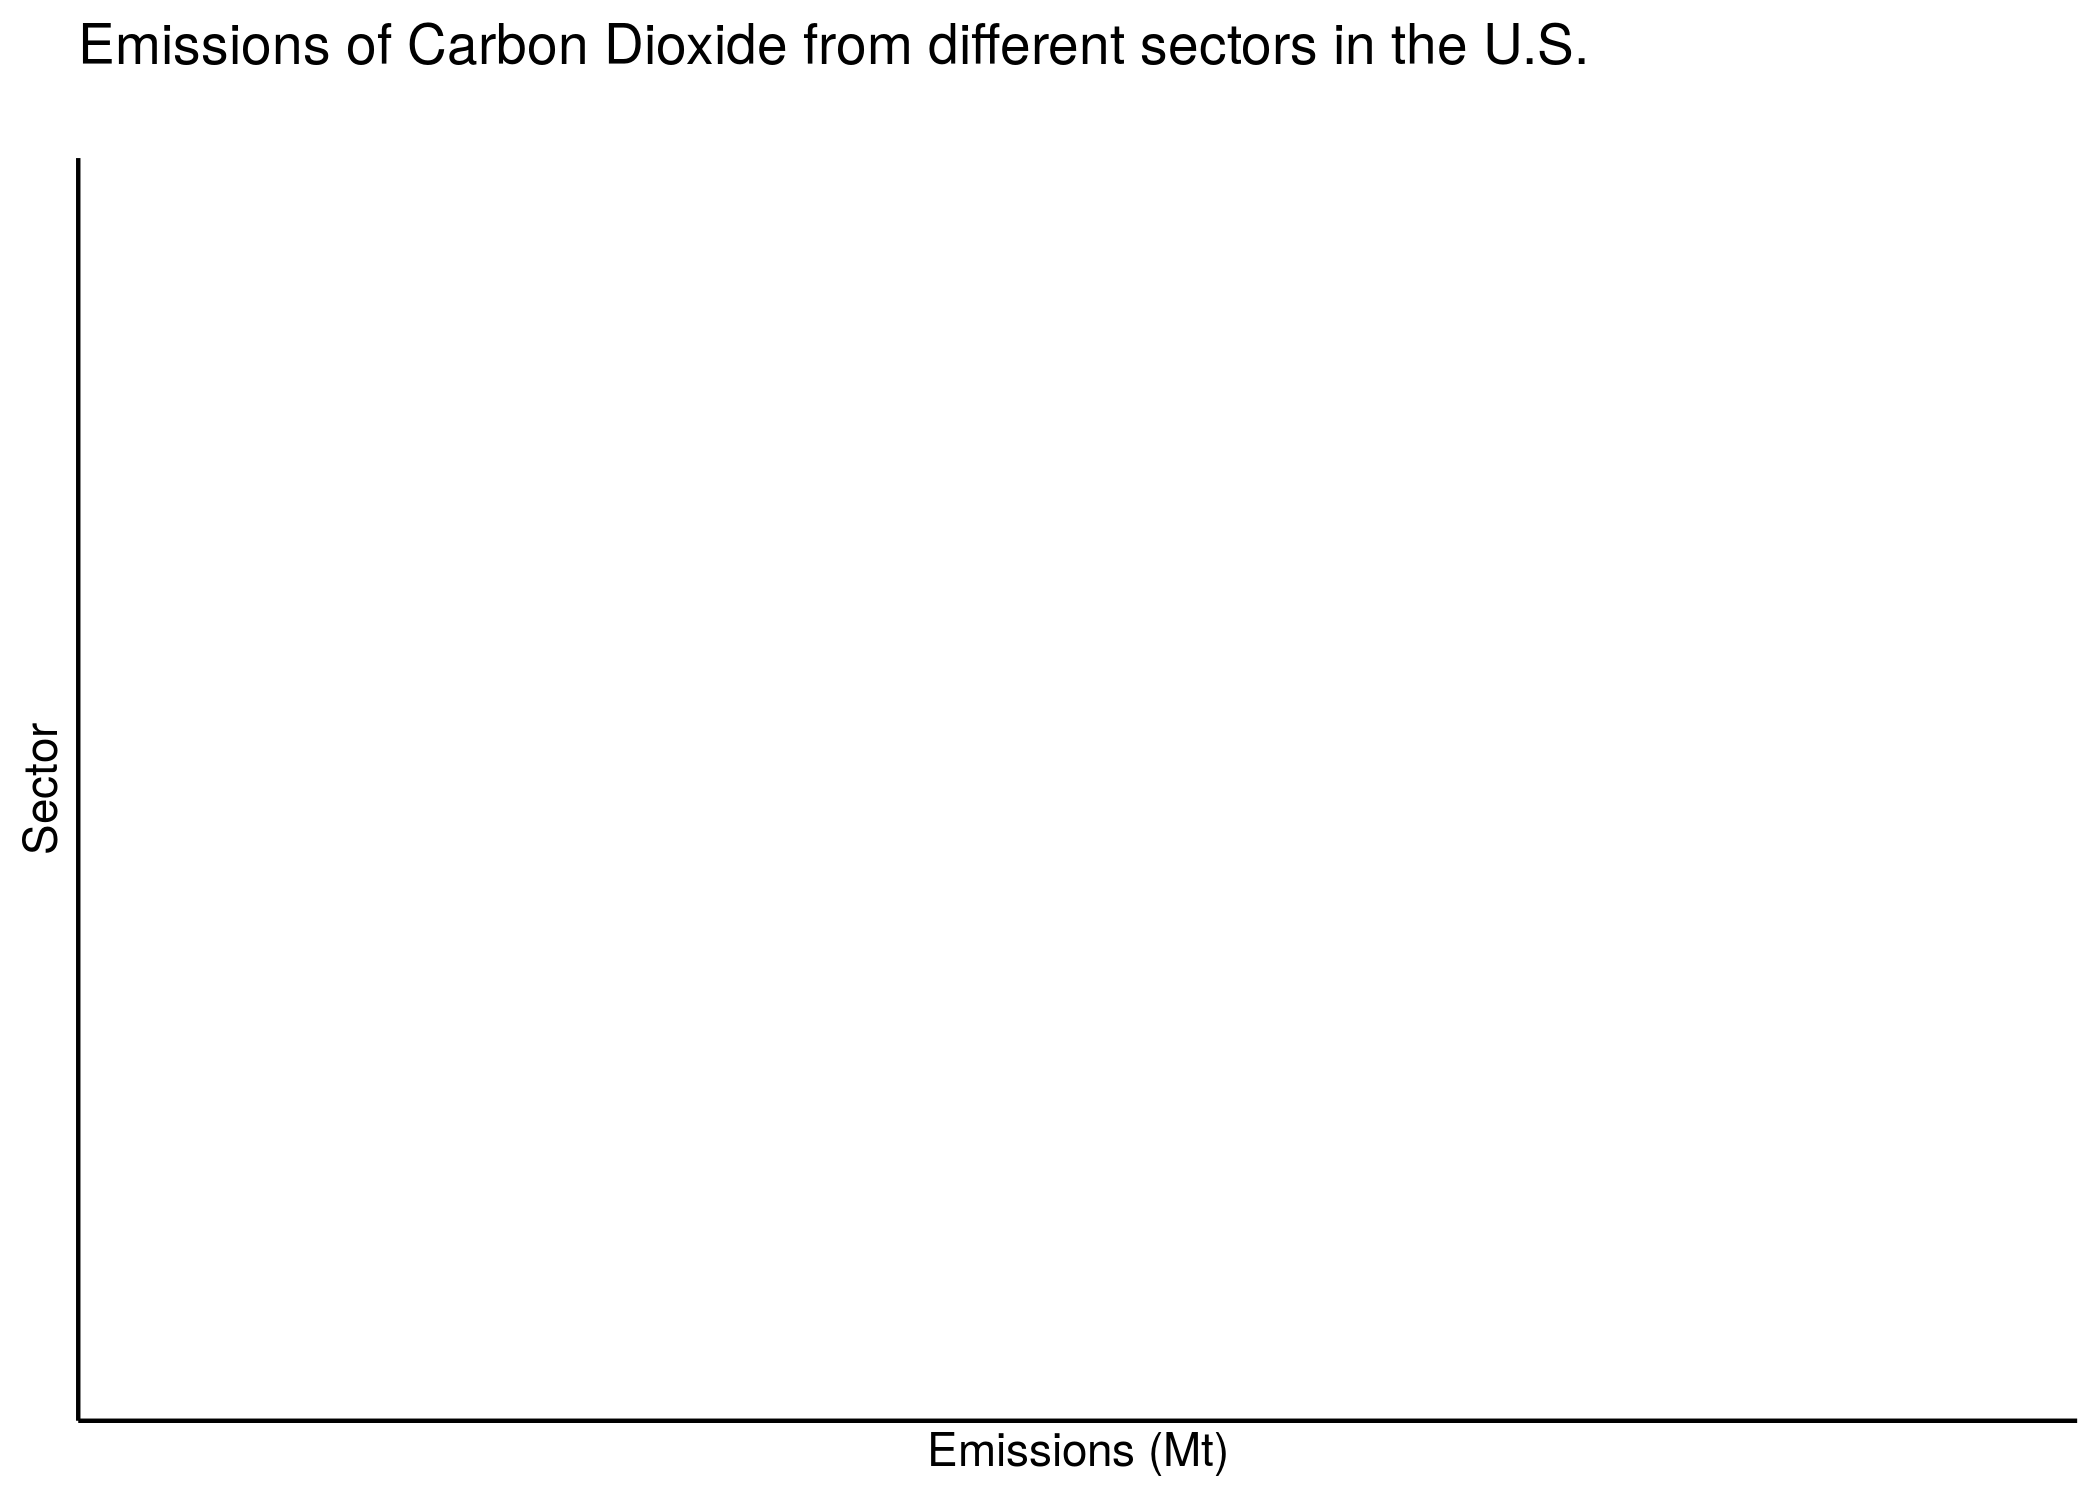 Emissions of Carbon Dioxide from different sectors in the U.S.
Sector
Emissions (Mt)